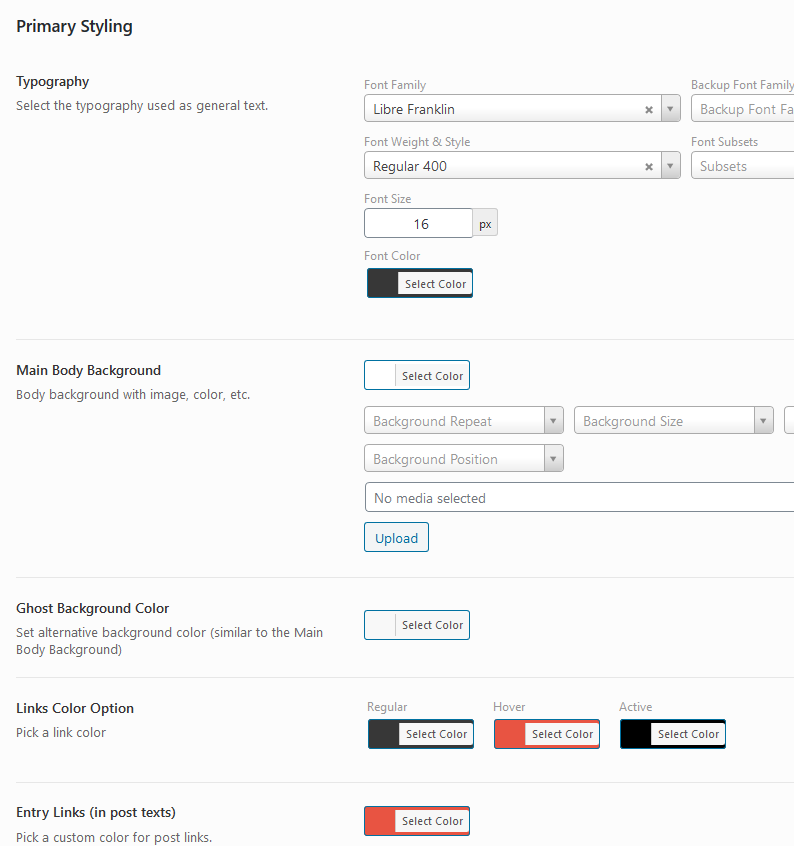 Primary Styling
Typography
Select the typography used as general text.
Font Family
Backup Font Family
Libre Franklin
Backup Font Fa
Font Weight & Style
Font Subsets
Regular 400
Subsets
Font Size
16 px
Font Color
Select Color
Main Body Background
Body background with image, color, etc.
Select Color
Background Repeat
Background Size
Background Position
No media selected
Upload
Ghost Background Color
Set alternative background color (similar to the Main
Body Background)
Select Color
Links Color Option
Pick a link color
Regular
Hover
Active
Select Color
Select Color
Select Color
Entry Links (in post texts)
Pick a custom color for post links.
Select Color